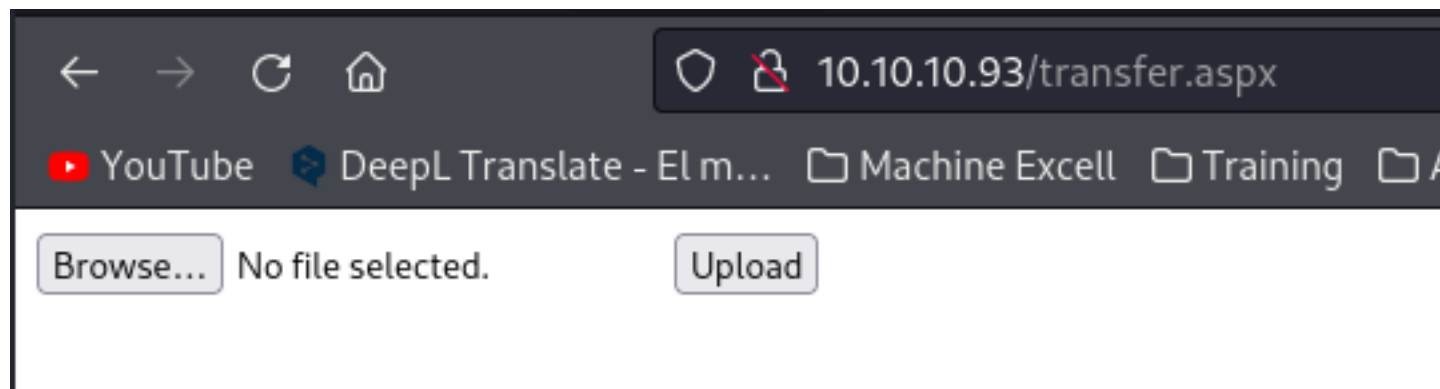 10.10.10.93/transfer.aspx
YouTube DeepL Translate - El m... Machine Excell Training
Browse... No file selected. Upload